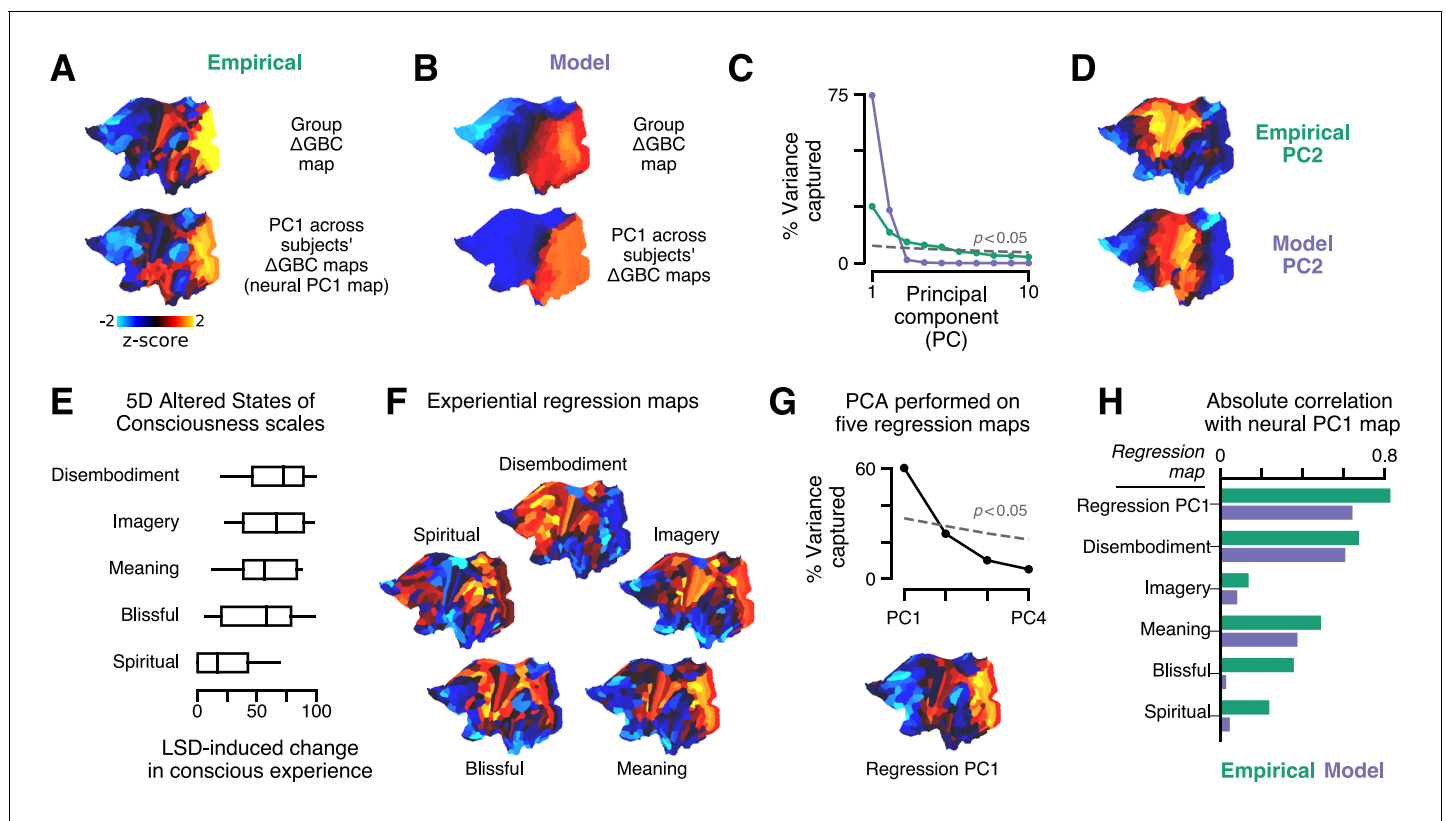 A
Empirical
Group
ΔGBC
map
PC1 across
subjects'
ΔGBC maps
(neural PC1 map)
-2
2
z-score
B
Model
Group
ΔGBC
map
PC1 across
subjects'
ΔGBC maps
C
75
% Variance
captured
0
p<0.05
1
10
Principal
component
(PC)
D
Empirical
PC2
Model
PC2
E
5D Altered States of
Consciousness scales
Disembodiment
Imagery
Meaning
Blissful
Spiritual
0
50
100
LSD-induced change
in conscious experience
F
Experiential regression maps
Disembodiment
Spiritual
Imagery
Blissful
Meaning
G
PCA performed on
five regression maps
60
% Variance
captured
0
p<0.05
PC1
PC4
Regression PC1
H
Absolute correlation
with neural PC1 map
Regression
map
0
0.8
Regression PC1
Disembodiment
Imagery
Meaning
Blissful
Spiritual
Empirical Model